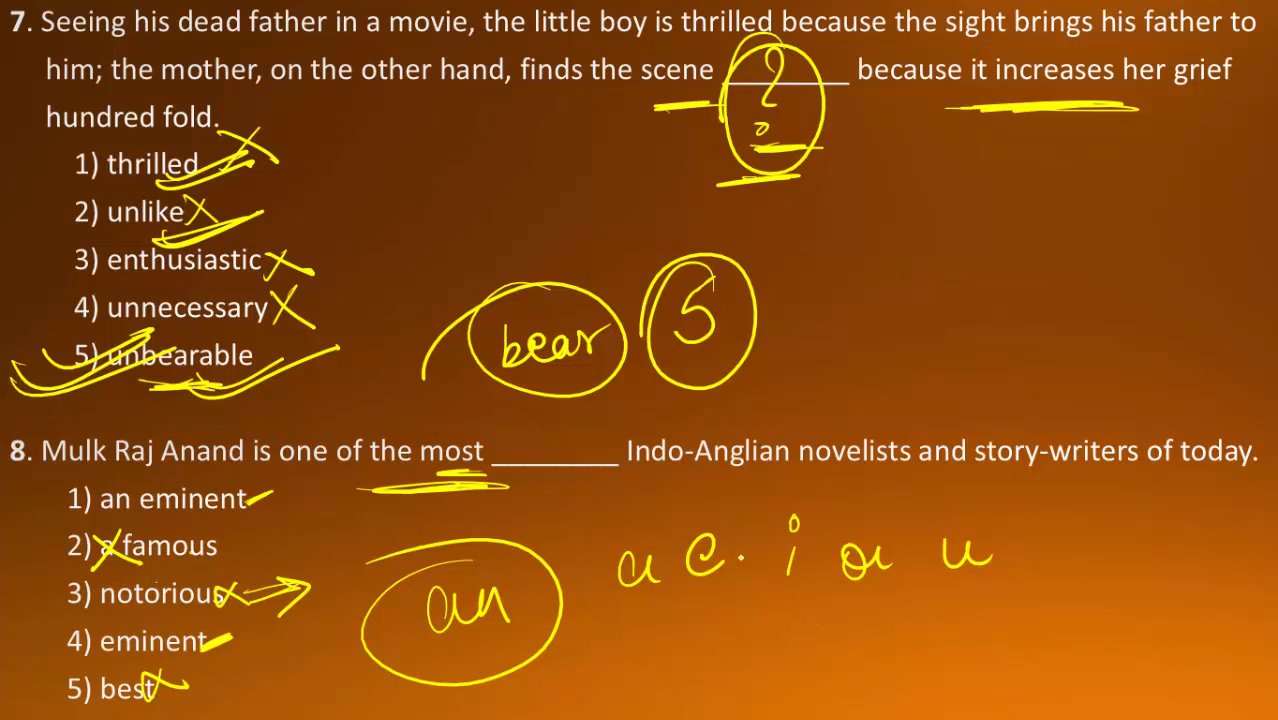 7. Seeing his dead father in a movie, the little boy is thrilled because the sight brings his father to
him; the mother, on the other hand, finds the scene ________ because it increases her grief
hundred fold.
?
1) thrilled
2) unlike
3) enthusiastic
4) unnecessary
5) unbearable
bear
5
8. Mulk Raj Anand is one of the most ________ Indo-Anglian novelists and story-writers of today.
1) an eminent
2) a famous
3) notorious
4) eminent
5) best
an
a e. i o u